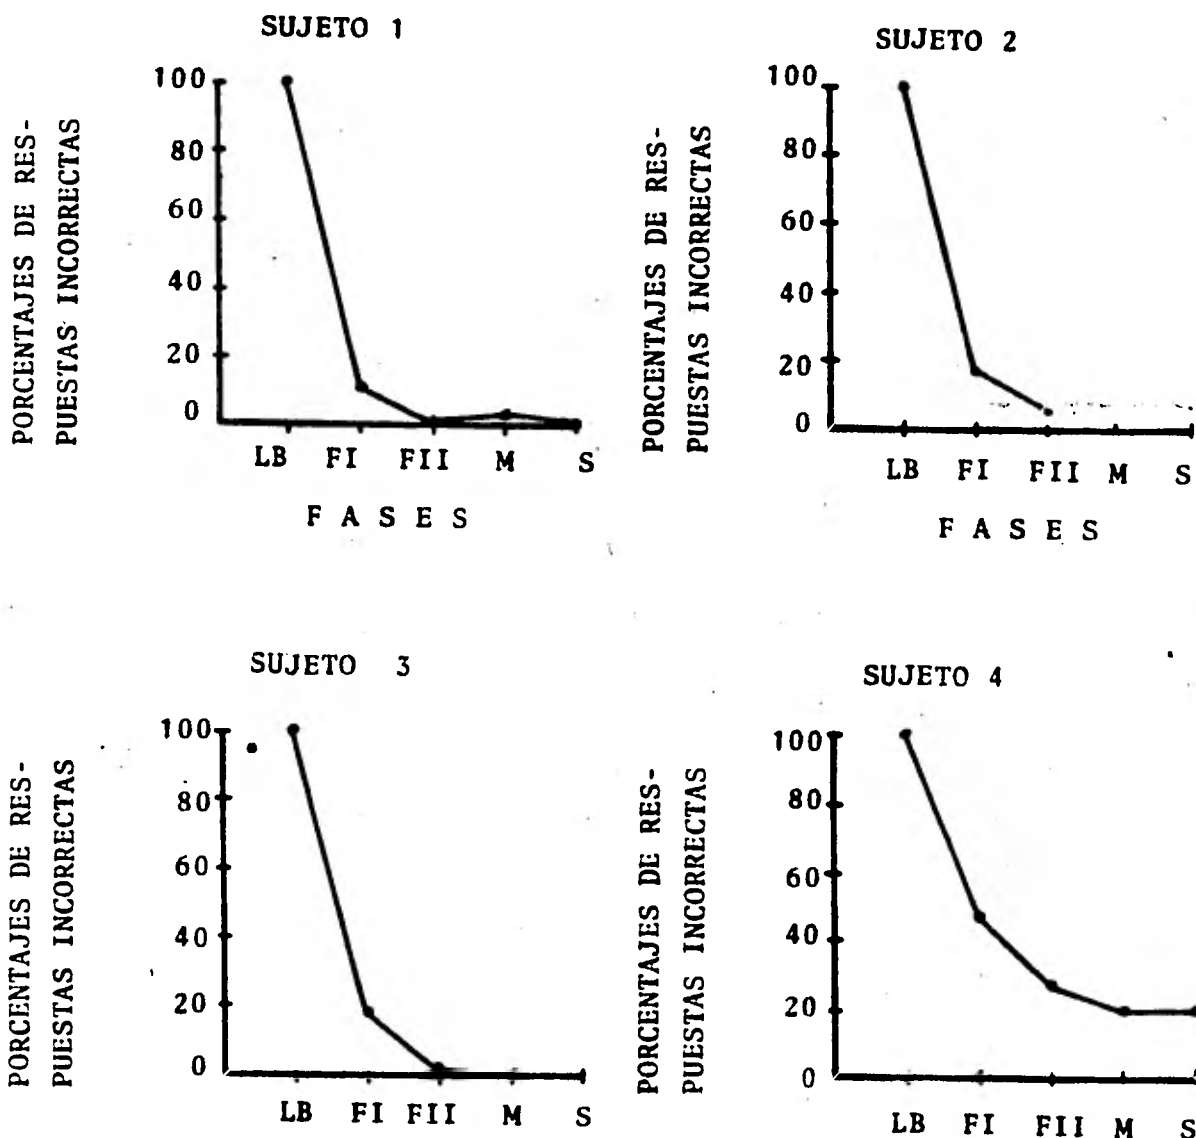 SUJETO 1
PORCENTAJES DE RES-
PUESTAS INCORRECTAS
100
80
60
40
20
0
LB FI FII M S
F A S E S
SUJETO 2
PORCENTAJES DE RES-
PUESTAS INCORRECTAS
100
80
60
40
20
0
LB FI FII M S
F A S E S
SUJETO 3
PORCENTAJES DE RES-
PUESTAS INCORRECTAS
100
80
60
40
20
0
LB FI FII M S
SUJETO 4
PORCENTAJES DE RES-
PUESTAS INCORRECTAS
100
80
60
40
20
0
LB FI FII M S